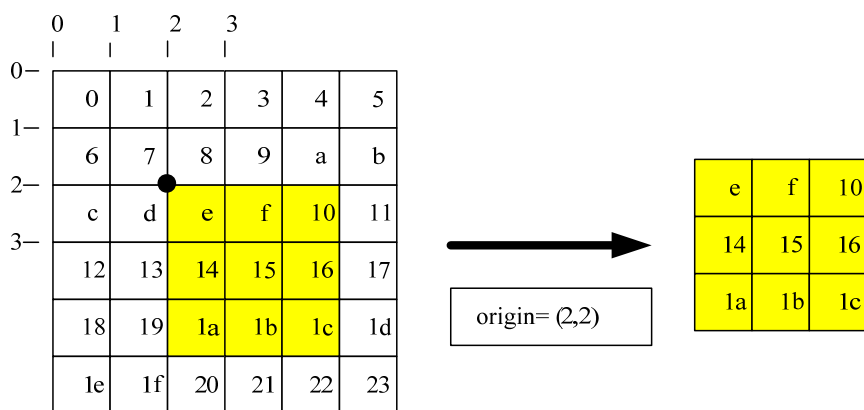 0 1 2 3
0
0 1 2 3 4 5
1
6 7 8 9 a b
2
c d e f 10 11
3
12 13 14 15 16 17
18 19 1a 1b 1c 1d
1e 1f 20 21 22 23
origin= (2,2)
e f 10
14 15 16
1a 1b 1c